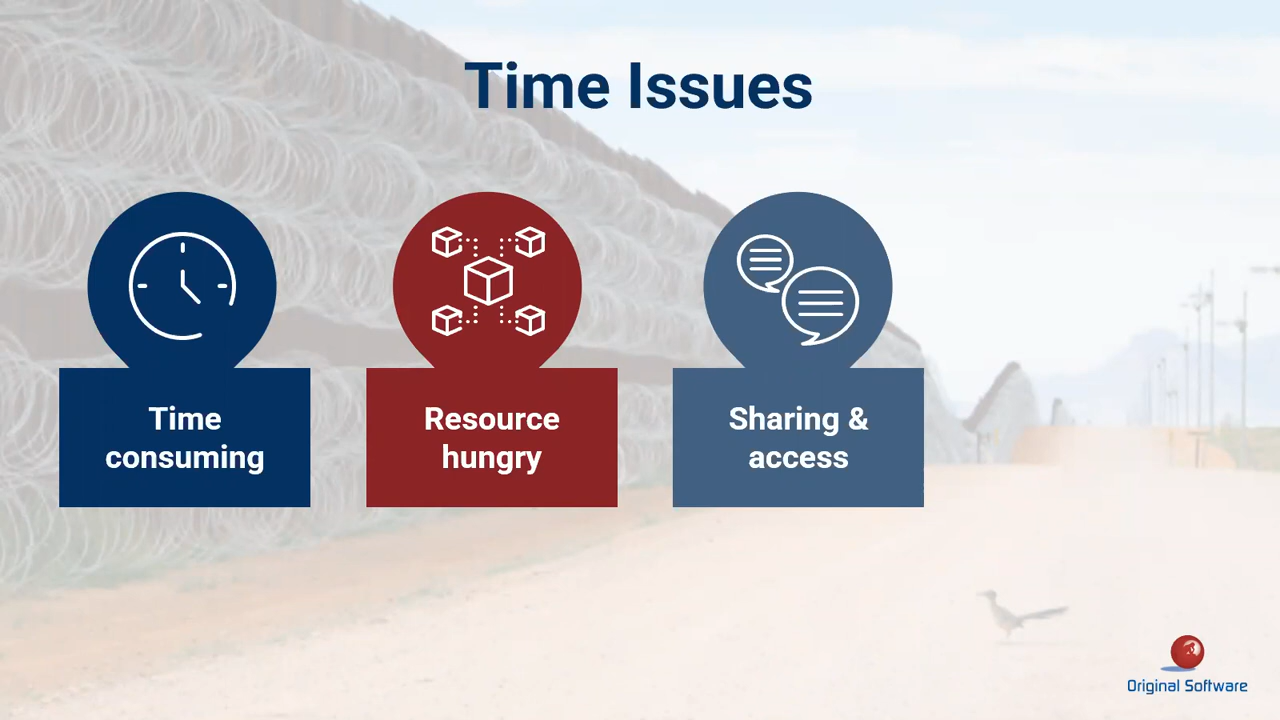 Time Issues
Time
consuming
Resource
hungry
Sharing &
access
Original Software